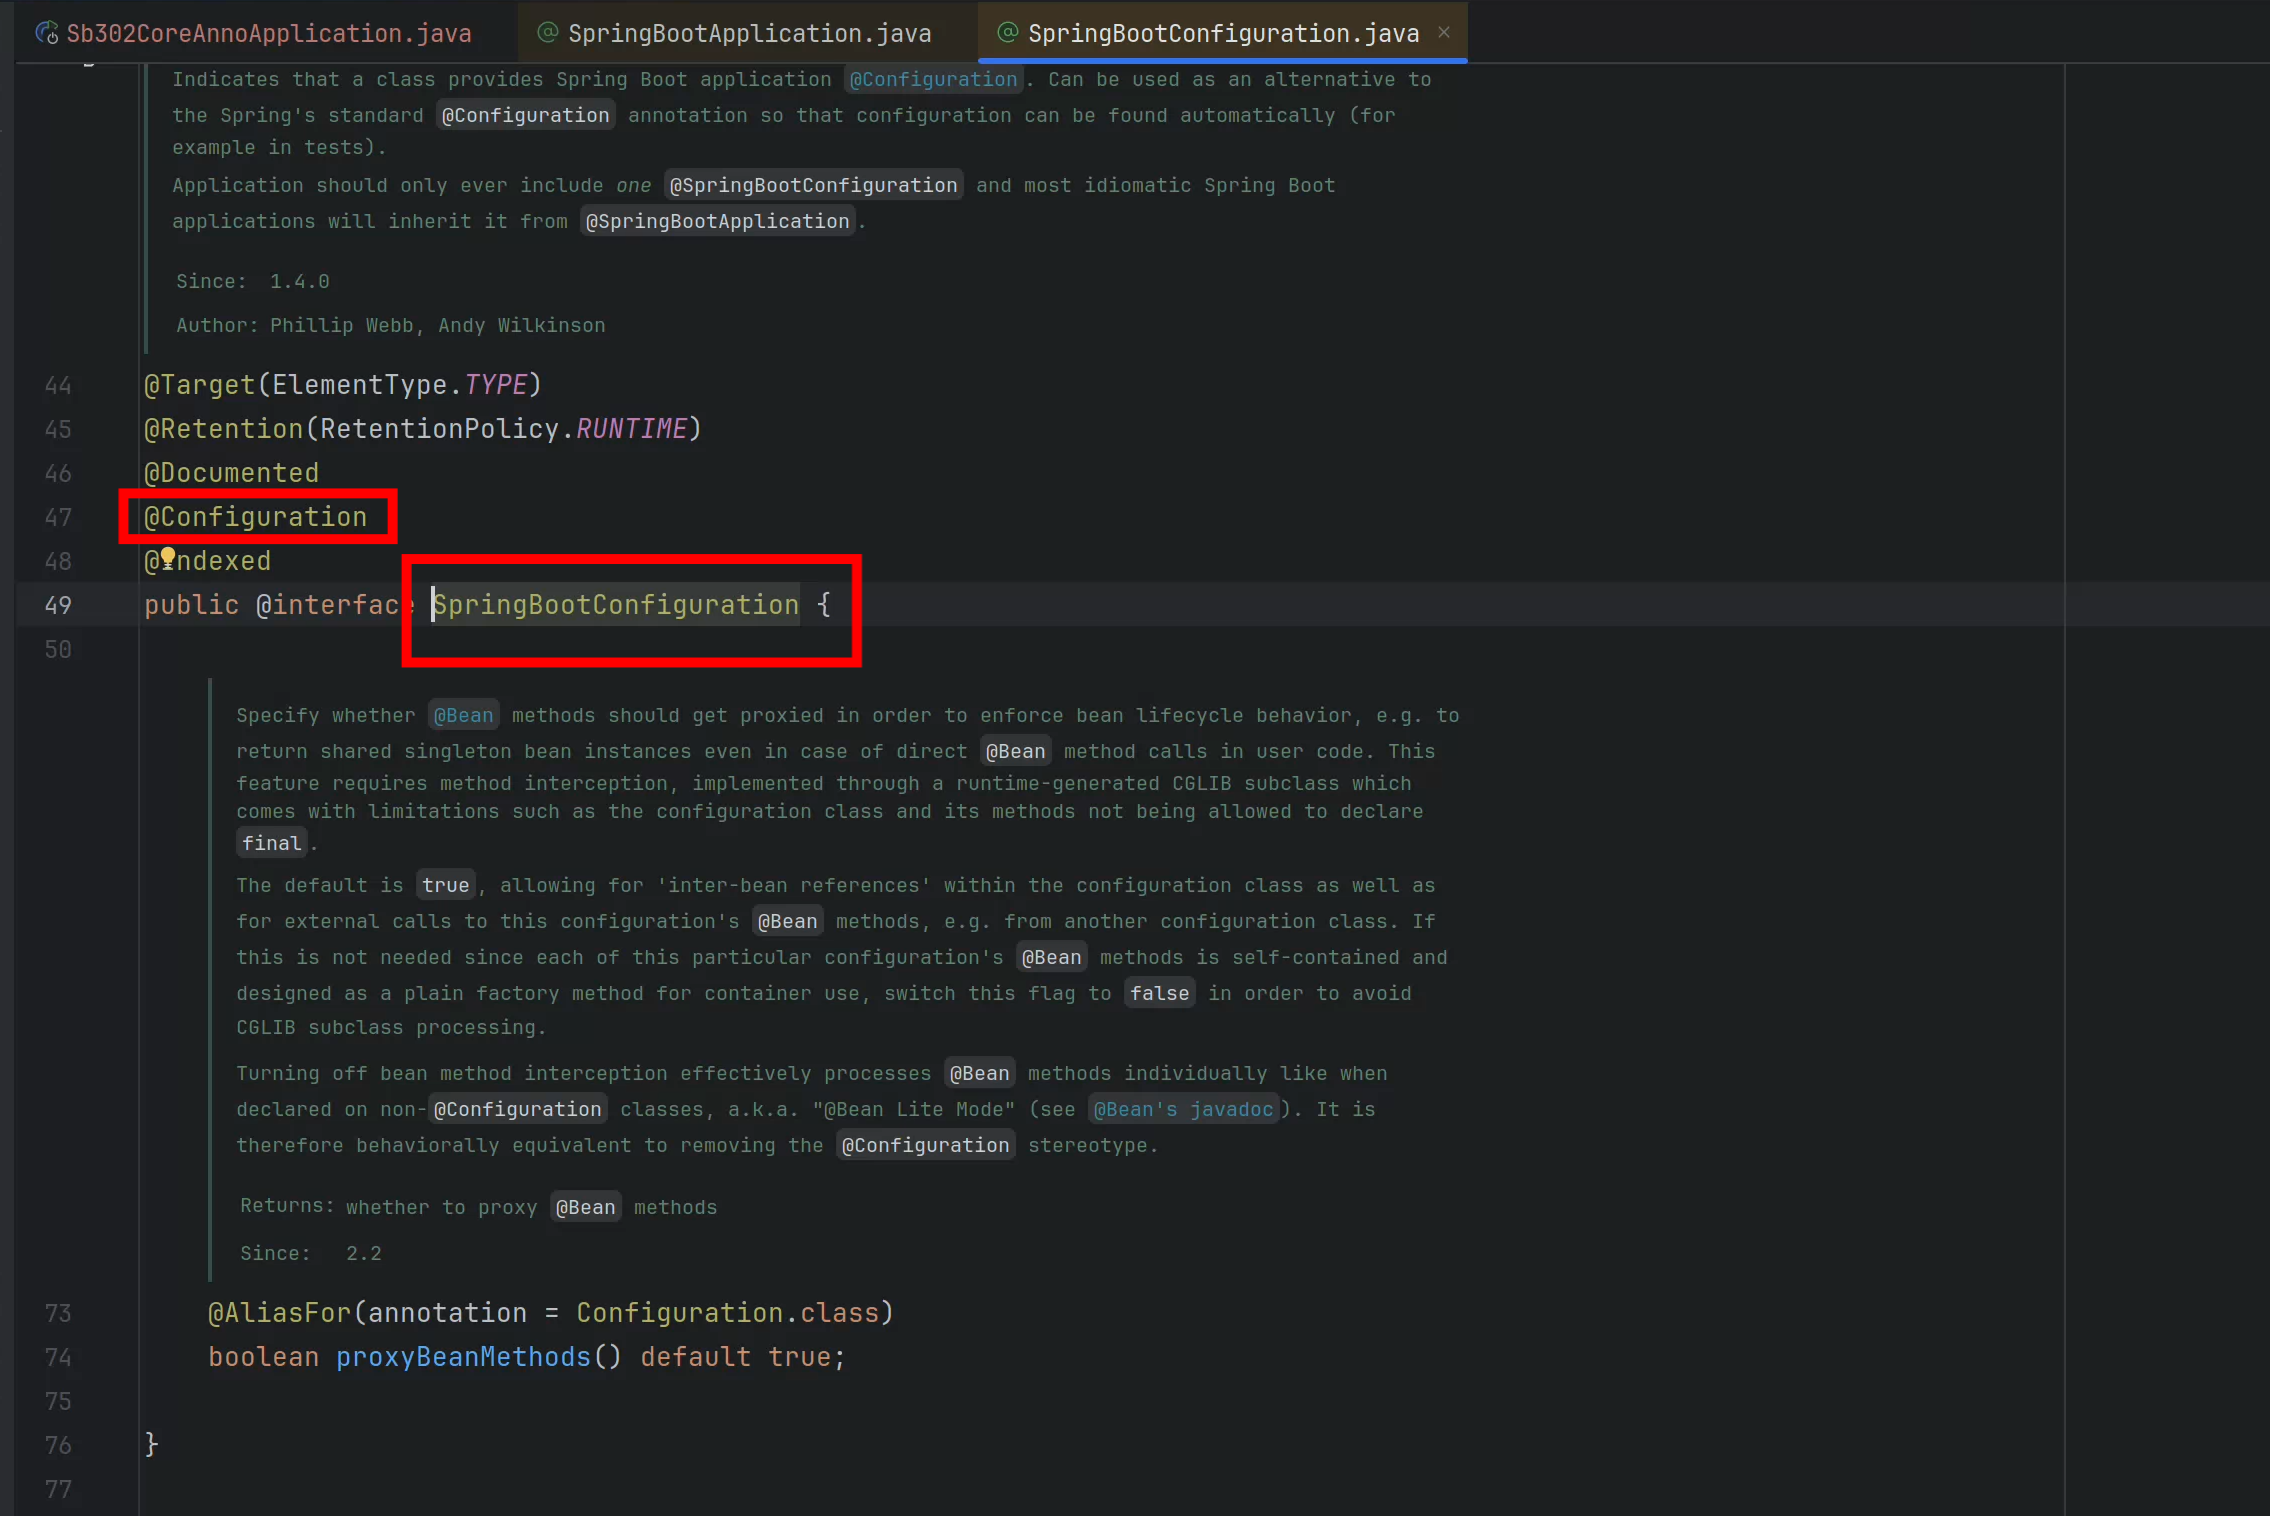 Sb302CoreAnnoApplication.java SpringBootApplication.java SpringBootConfiguration.java
Indicates that a class provides Spring Boot application @Configuration. Can be used as an alternative to
the Spring's standard @Configuration annotation so that configuration can be found automatically (for
example in tests).
Application should only ever include one @SpringBootConfiguration and most idiomatic Spring Boot
applications will inherit it from @SpringBootApplication.
Since: 1.4.0
Author: Phillip Webb, Andy Wilkinson
44 @Target(ElementType.TYPE)
45 @Retention(RetentionPolicy.RUNTIME)
46 @Documented
47 @Configuration
48 @Indexed
49 public @interface SpringBootConfiguration {
50
Specify whether @Bean methods should get proxied in order to enforce bean lifecycle behavior, e.g. to
return shared singleton bean instances even in case of direct @Bean method calls in user code. This
feature requires method interception, implemented through a runtime-generated CGLIB subclass which
comes with limitations such as the configuration class and its methods not being allowed to declare
final.
The default is true, allowing for 'inter-bean references' within the configuration class as well as
for external calls to this configuration's @Bean methods, e.g. from another configuration class. If
this is not needed since each of this particular configuration's @Bean methods is self-contained and
designed as a plain factory method for container use, switch this flag to false in order to avoid
CGLIB subclass processing.
Turning off bean method interception effectively processes @Bean methods individually like when
declared on non-@Configuration classes, a.k.a. "@Bean Lite Mode" (see @Bean's javadoc). It is
therefore behaviorally equivalent to removing the @Configuration stereotype.
Returns: whether to proxy @Bean methods
Since: 2.2
73 @AliasFor(annotation = Configuration.class)
74 boolean proxyBeanMethods() default true;
75
76 }
77